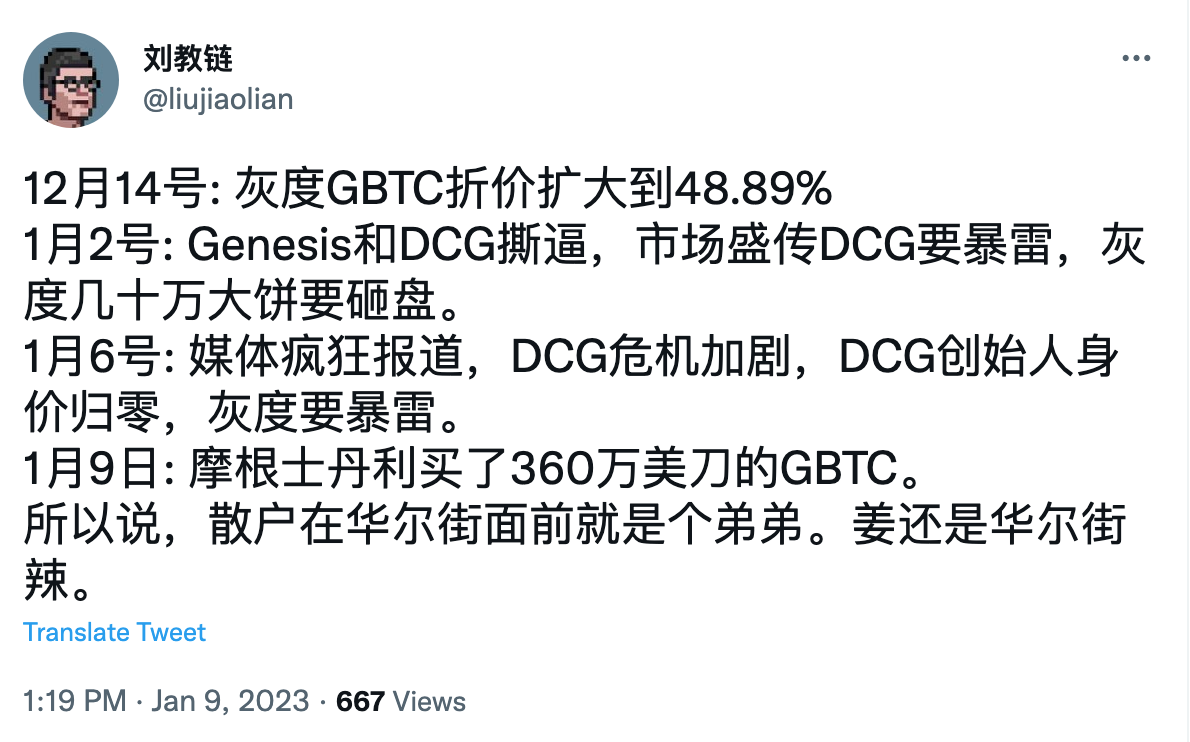 刘教链
@liujiaolian
12月14号: 灰度GBTC折价扩大到48.89%
1月2号: Genesis和DCG撕逼，市场盛传DCG要暴雷，灰
度几十万大饼要砸盘。
1月6号: 媒体疯狂报道，DCG危机加剧，DCG创始人身
价归零，灰度要暴雷。
1月9日: 摩根士丹利买了360万美刀的GBTC。
所以说，散户在华尔街面前就是个弟弟。姜还是华尔街
辣。
Translate Tweet
1:19 PM · Jan 9, 2023 · 667 Views